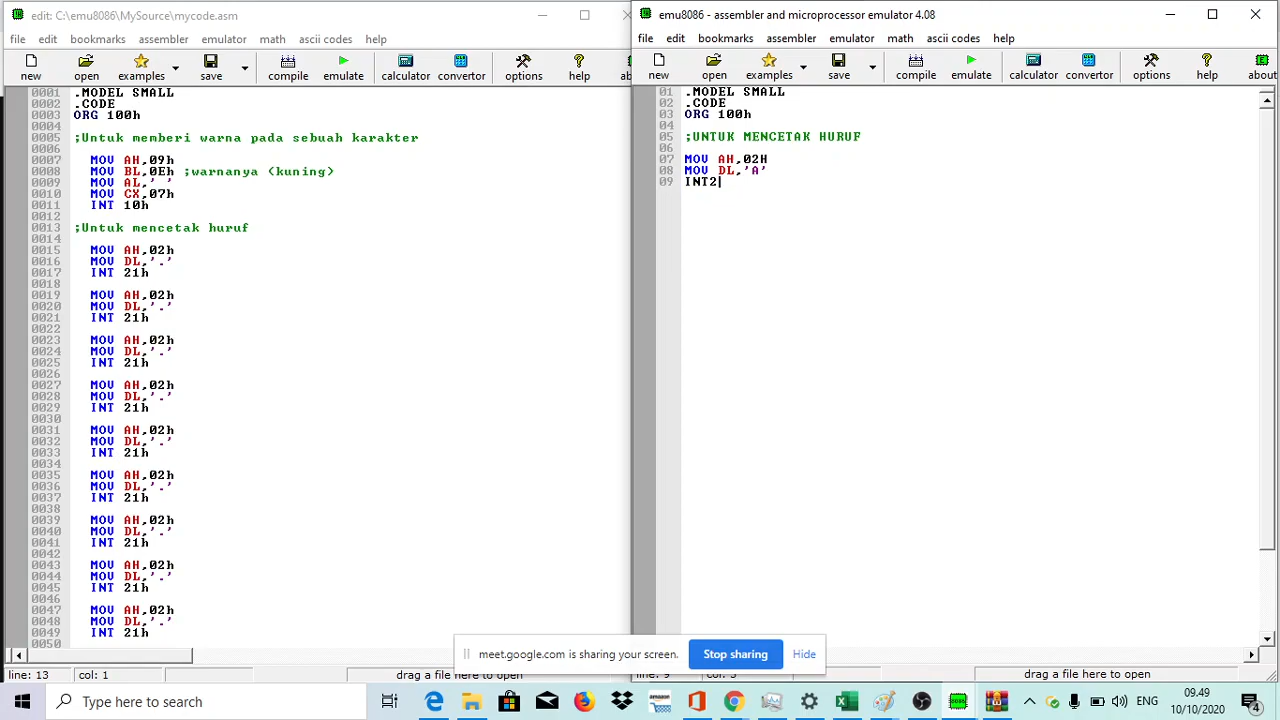 edit: C:\emu8086\MySource\mycode.asm
file edit bookmarks assembler emulator math ascii codes help
new open examples save compile emulate calculator convertor options help ab
0001 .MODEL SMALL
0002 .CODE
0003 ORG 100h
0004
0005 ;Untuk memberi warna pada sebuah karakter
0006
0007 MOV AH,09h
0008 MOV BL,0Eh ;warnanya (kuning)
0009 MOV AL,' '
0010 MOV CX,07h
0011 INT 10h
0012
0013 ;Untuk mencetak huruf
0014
0015 MOV AH,02h
0016 MOV DL,'.'
0017 INT 21h
0018
0019 MOV AH,02h
0020 MOV DL,'.'
0021 INT 21h
0022
0023 MOV AH,02h
0024 MOV DL,'.'
0025 INT 21h
0026
0027 MOV AH,02h
0028 MOV DL,'.'
0029 INT 21h
0030
0031 MOV AH,02h
0032 MOV DL,'.'
0033 INT 21h
0034
0035 MOV AH,02h
0036 MOV DL,'.'
0037 INT 21h
0038
0039 MOV AH,02h
0040 MOV DL,'.'
0041 INT 21h
0042
0043 MOV AH,02h
0044 MOV DL,'.'
0045 INT 21h
0046
0047 MOV AH,02h
0048 MOV DL,'.'
0049 INT 21h
0050
line: 13 col: 1 drag a file here to open
emu8086 - assembler and microprocessor emulator 4.08
file edit bookmarks assembler emulator math ascii codes help
new open examples save compile emulate calculator convertor options help about
01 .MODEL SMALL
02 .CODE
03 ORG 100h
04
05 ;UNTUK MENCETAK HURUF
06
07 MOV AH,02H
08 MOV DL,'A'
09 INT2
drag a file here to open
meet.google.com is sharing your screen. Stop sharing Hide
Type here to search
amazon
8086
ENG
09.48
10/10/2020
4